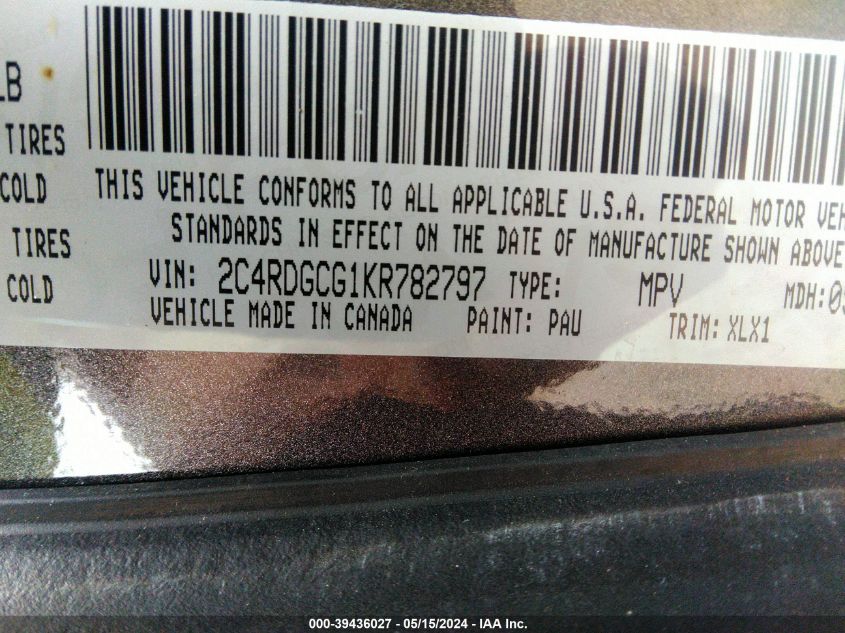 LB
TIRES
COLD
THIS VEHICLE CONFORMS TO ALL APPLICABLE U.S.A. FEDERAL MOTOR VEH
STANDARDS IN EFFECT ON THE DATE OF MANUFACTURE SHOWN ABOVE
TIRES
COLD
VIN: 2C4RDGCG1KR782797 TYPE: MPV MDH:
VEHICLE MADE IN CANADA PAINT: PAU TRIM: XLX1
000-39436027 - 05/15/2024 - IAA Inc.